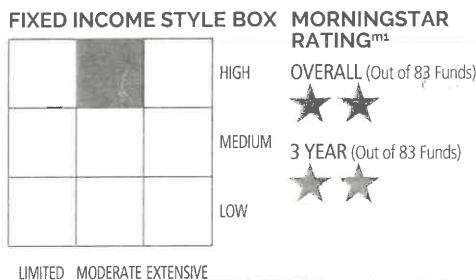 FIXED INCOME STYLE BOX
HIGH
MEDIUM
LOW
LIMITED MODERATE EXTENSIVE
MORNINGSTAR
RATINGm1
OVERALL (Out of 83 Funds)
3 YEAR (Out of 83 Funds)